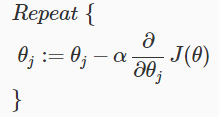 Repeat {
θ_j := θ_j − α ∂/∂θ_j J(θ)
}